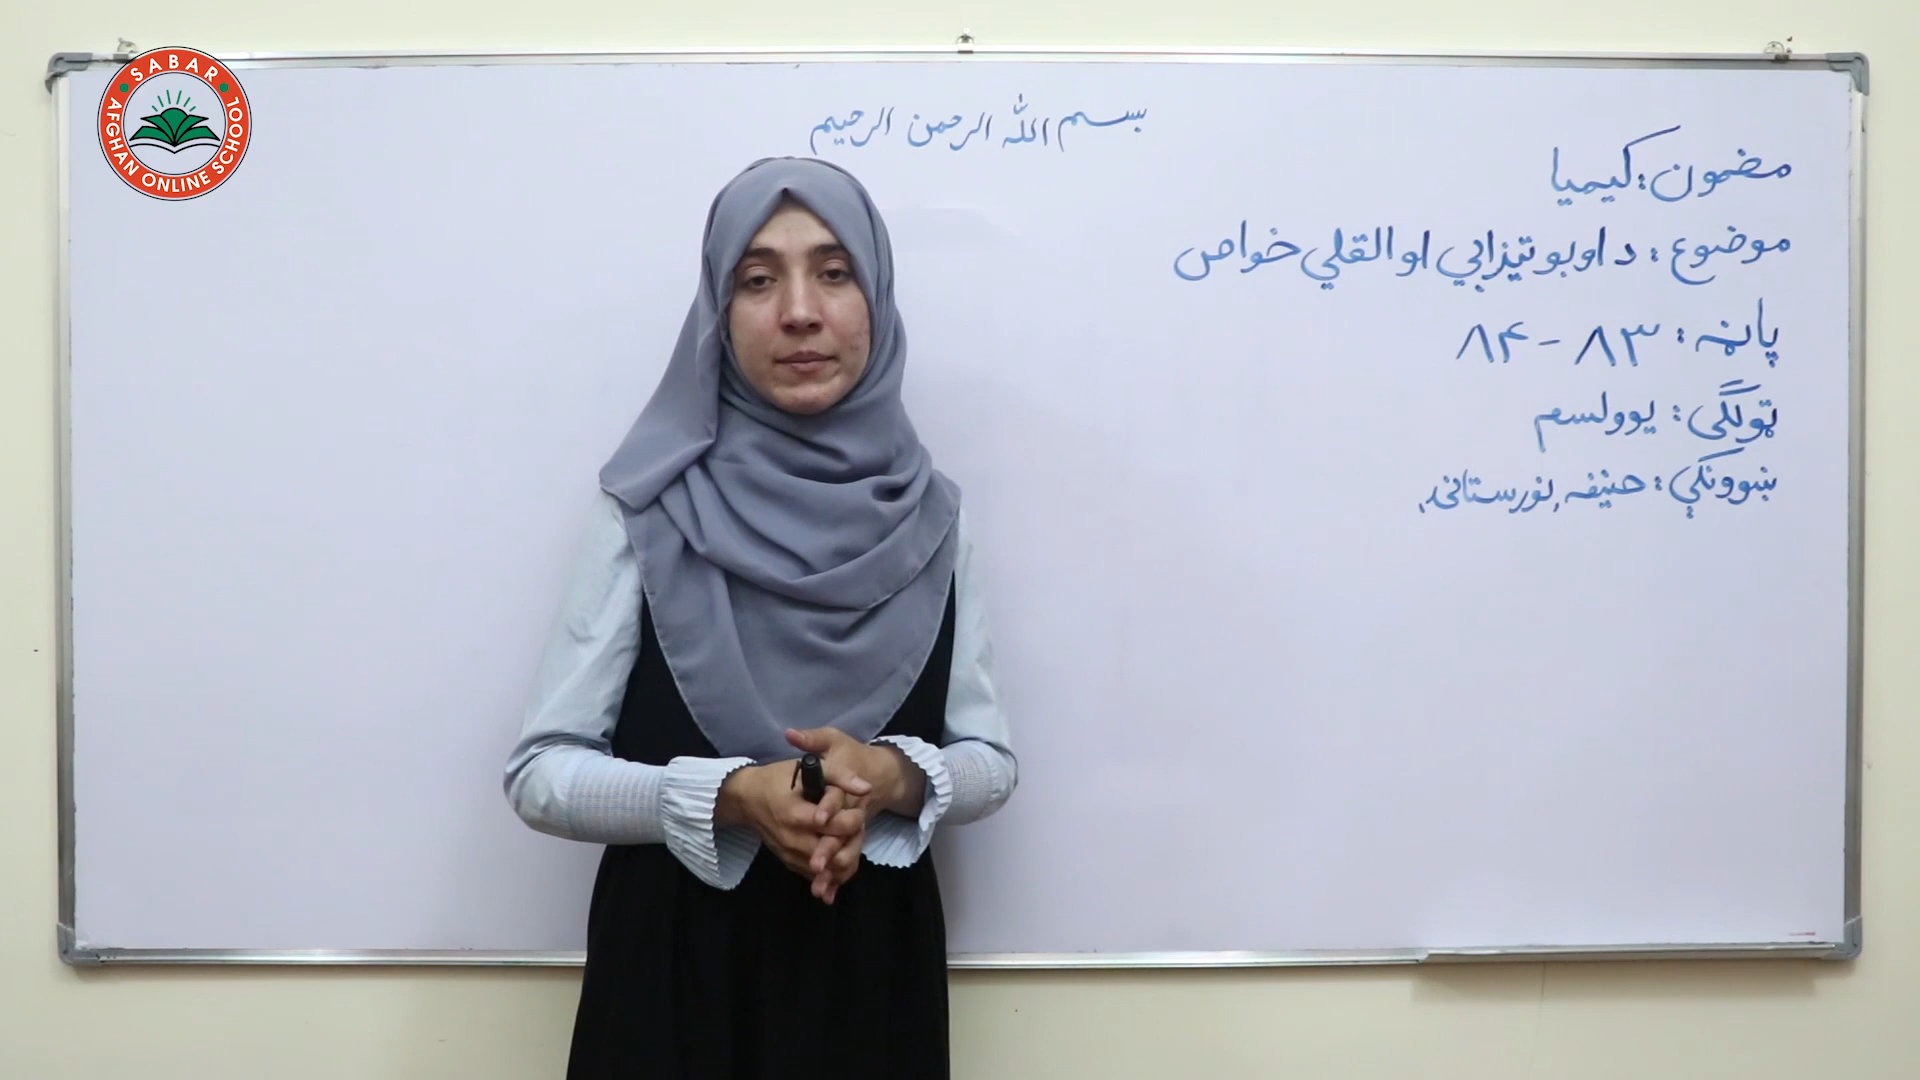 SABAR
AFGHAN ONLINE SCHOOL
بسم الله الرحمن الرحيم
مضمون: کیمیا
موضوع: د اوبو تیزابي او القلي خواص
پاڼه: ۸۳ - ۸۴
ټولګی: یوولسم
ښوونکې: حنیفه نورستانۍ